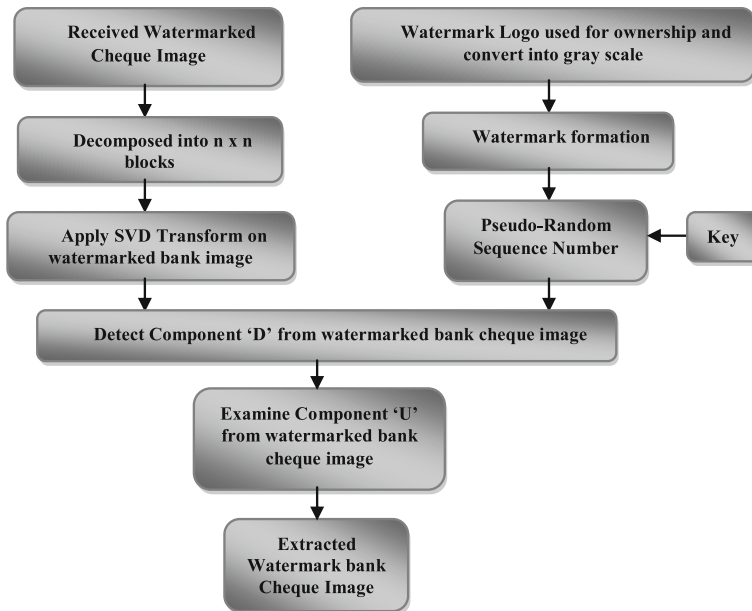 Received Watermarked
Cheque Image
Watermark Logo used for ownership and
convert into gray scale
Decomposed into n x n
blocks
Watermark formation
Apply SVD Transform on
watermarked bank image
Pseudo-Random
Sequence Number
Key
Detect Component ‘D’ from watermarked bank cheque image
Examine Component ‘U’
from watermarked bank
cheque image
Extracted
Watermark bank
Cheque Image